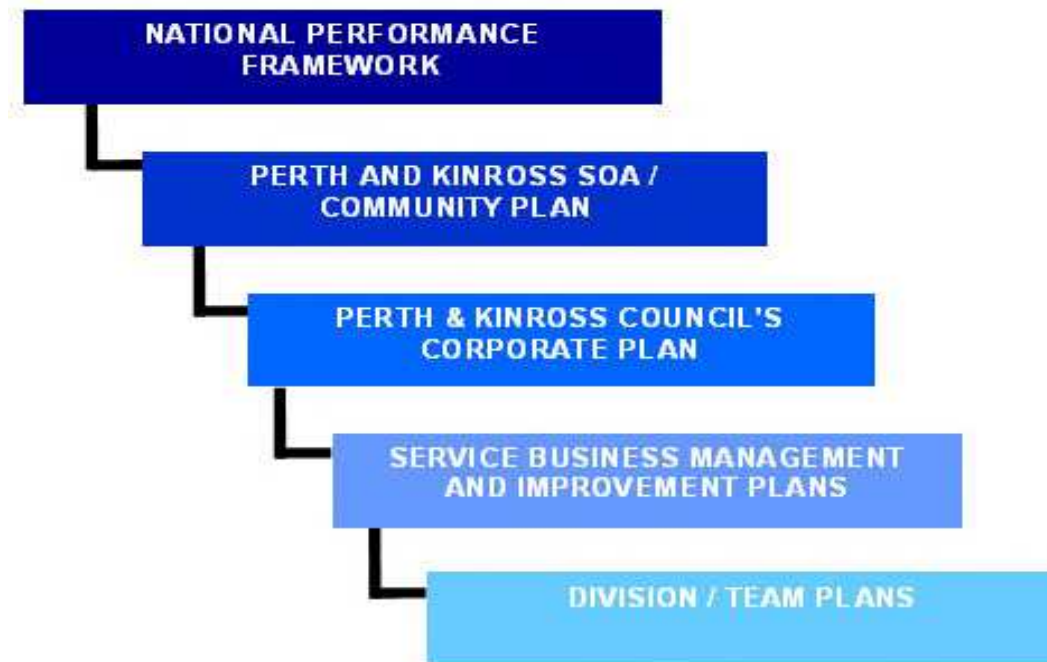 NATIONAL PERFORMANCE
FRAMEWORK
PERTH AND KINROSS SOA /
COMMUNITY PLAN
PERTH & KINROSS COUNCIL'S
CORPORATE PLAN
SERVICE BUSINESS MANAGEMENT
AND IMPROVEMENT PLANS
DIVISION / TEAM PLANS